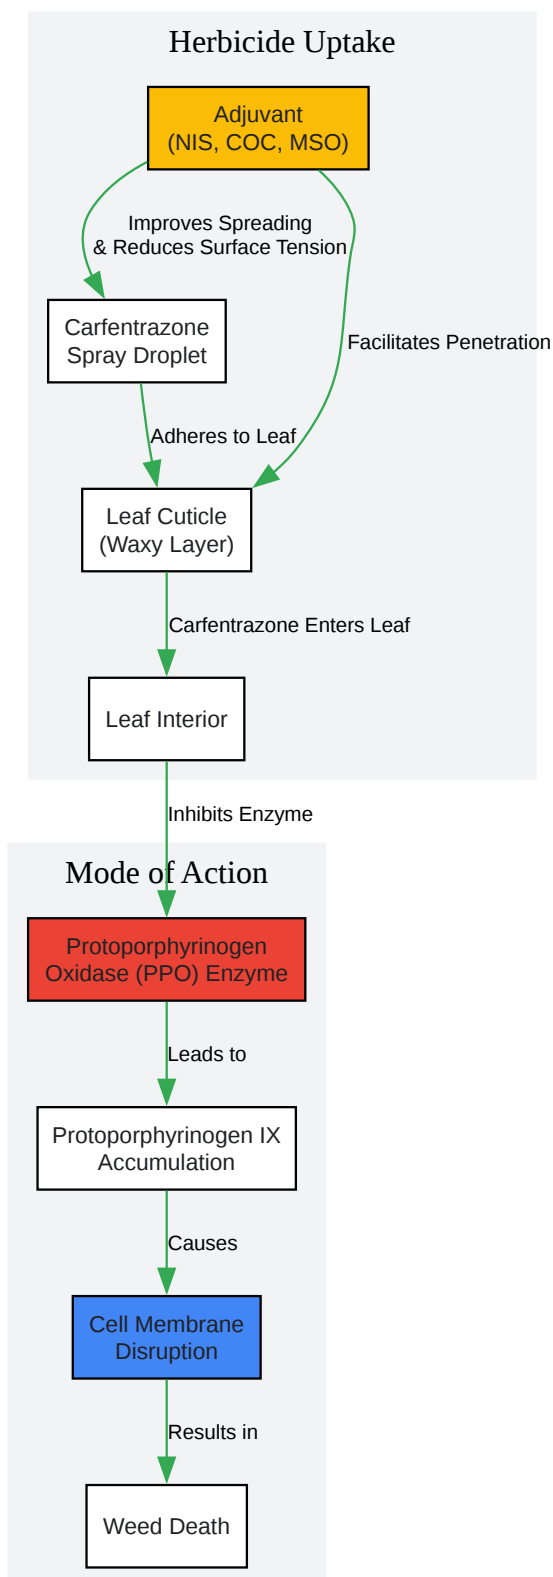 Herbicide Uptake
Adjuvant
(NIS, COC, MSO)
Improves Spreading
& Reduces Surface Tension
Carfentrazone
Spray Droplet
Facilitates Penetration
Adheres to Leaf
Leaf Cuticle
(Waxy Layer)
Carfentrazone Enters Leaf
Leaf Interior
Inhibits Enzyme
Mode of Action
Protoporphyrinogen
Oxidase (PPO) Enzyme
Leads to
Protoporphyrinogen IX
Accumulation
Causes
Cell Membrane
Disruption
Results in
Weed Death